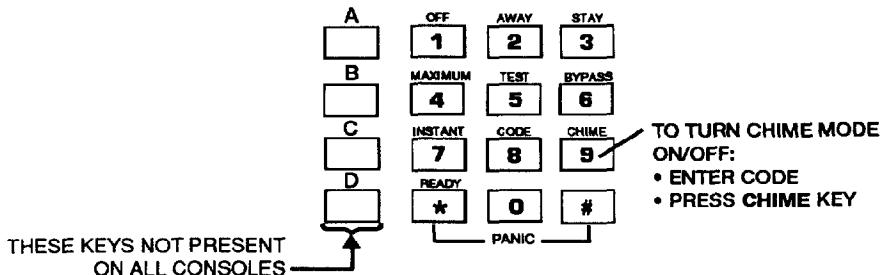 A OFF AWAY STAY
1 2 3
B MAXIMUM TEST BYPASS
4 5 6
C INSTANT CODE CHIME
7 8 9
D READY
* 0 #
PANIC
TO TURN CHIME MODE
ON/OFF:
• ENTER CODE
• PRESS CHIME KEY
THESE KEYS NOT PRESENT
ON ALL CONSOLES